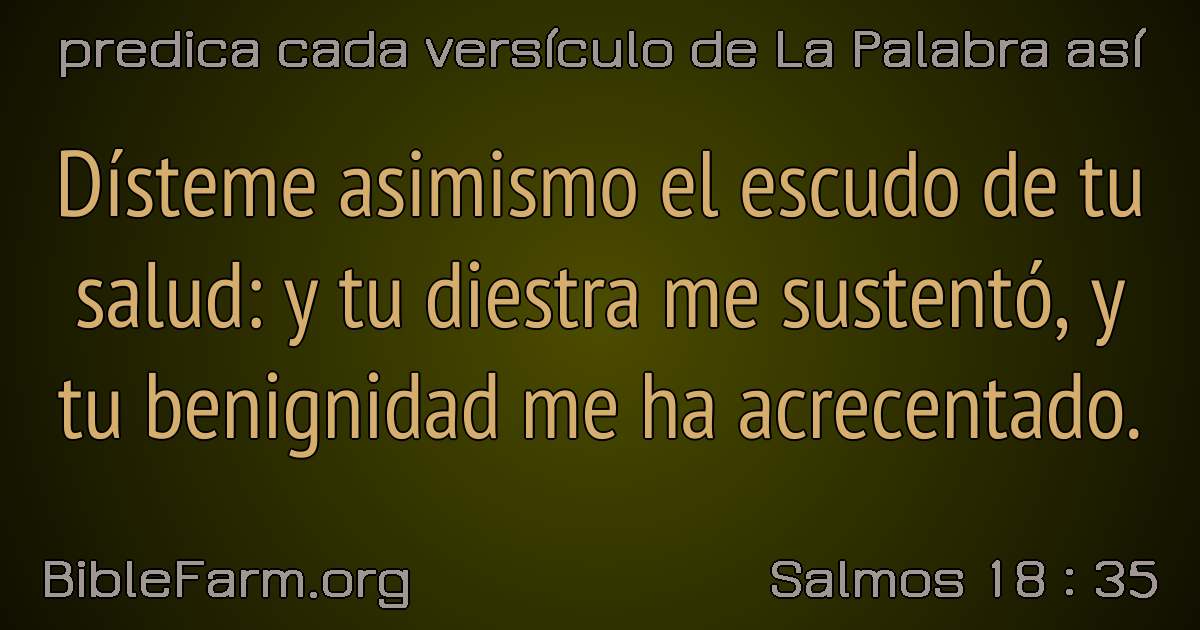 predica cada versículo de La Palabra así
Dísteme asimismo el escudo de tu
salud: y tu diestra me sustentó, y
tu benignidad me ha acrecentado.
BibleFarm.org
Salmos 18 : 35